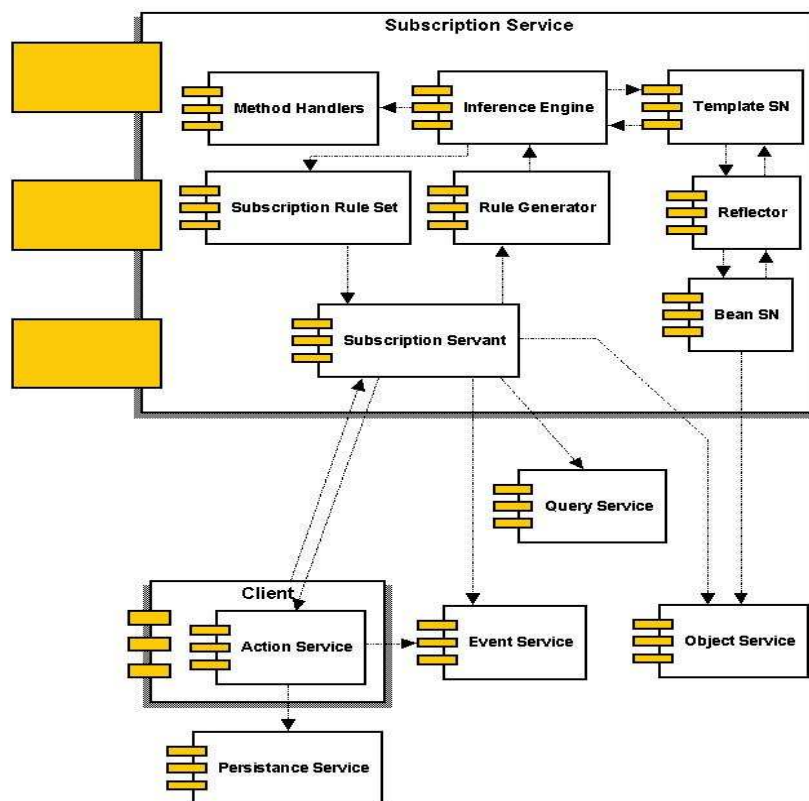 Subscription Service
Method Handlers
Inference Engine
Template SN
Subscription Rule Set
Rule Generator
Reflector
Bean SN
Subscription Servant
Query Service
Client
Action Service
Event Service
Object Service
Persistance Service